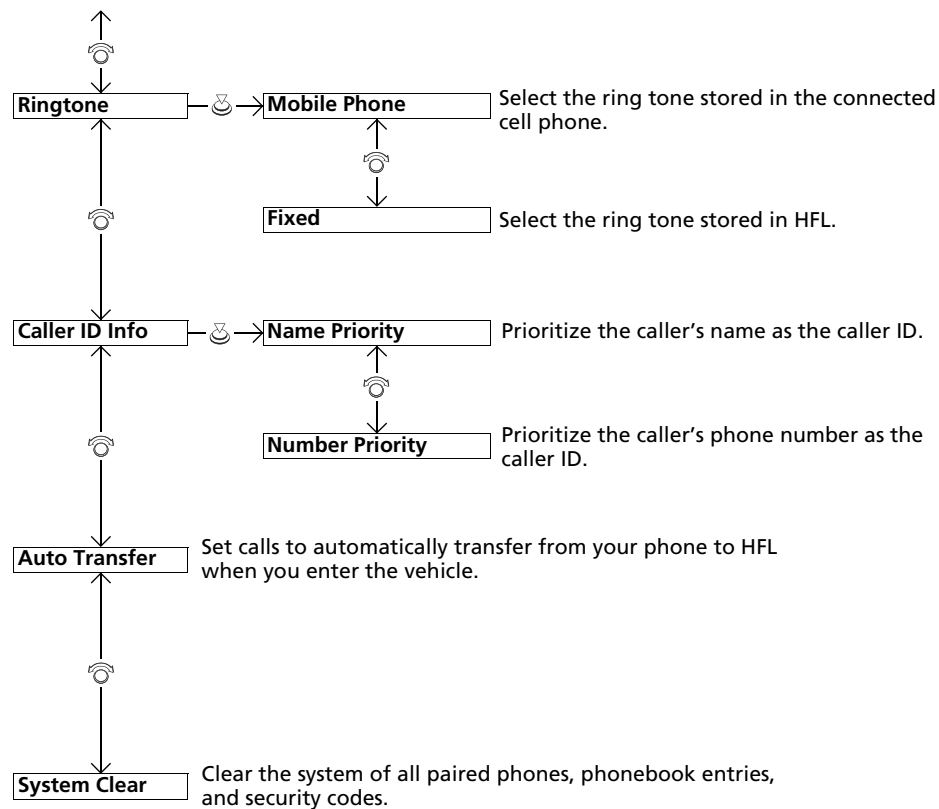 Ringtone
Mobile Phone
Select the ring tone stored in the connected
cell phone.
Fixed
Select the ring tone stored in HFL.
Caller ID Info
Name Priority
Prioritize the caller’s name as the caller ID.
Number Priority
Prioritize the caller’s phone number as the
caller ID.
Auto Transfer
Set calls to automatically transfer from your phone to HFL
when you enter the vehicle.
System Clear
Clear the system of all paired phones, phonebook entries,
and security codes.